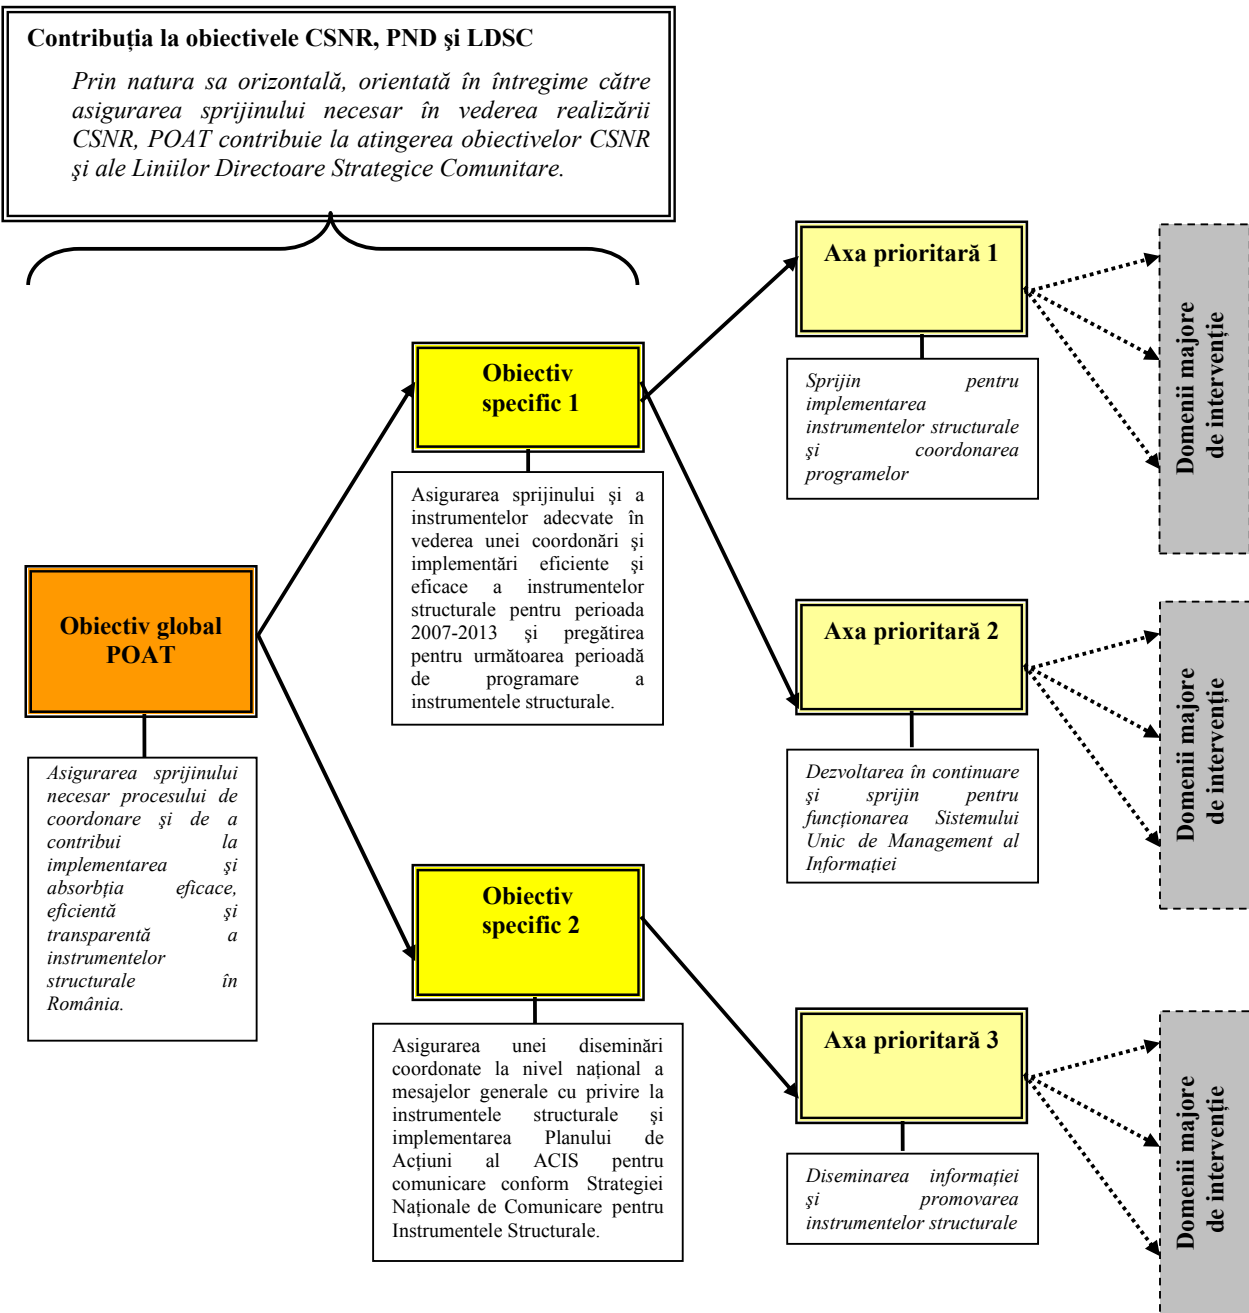 Contribuția la obiectivele CSNR, PND şi LDSC
Prin natura sa orizontală, orientată în întregime către
asigurarea sprijinului necesar în vederea realizării
CSNR, POAT contribuie la atingerea obiectivelor CSNR
şi ale Liniilor Directoare Strategice Comunitare.
Obiectiv global
POAT
Asigurarea sprijinului
necesar procesului de
coordonare şi de a
contribui la
implementarea şi
absorbția eficace,
eficientă şi
transparentă a
instrumentelor
structurale în
România.
Obiectiv
specific 1
Asigurarea sprijinului şi a
instrumentelor adecvate în
vederea unei coordonări şi
implementări eficiente şi
eficace a instrumentelor
structurale pentru perioada
2007-2013 şi pregătirea
pentru următoarea perioadă
de programare a
instrumentele structurale.
Obiectiv
specific 2
Asigurarea unei diseminări
coordonate la nivel național a
mesajelor generale cu privire la
instrumentele structurale şi
implementarea Planului de
Acțiuni al ACIS pentru
comunicare conform Strategiei
Naționale de Comunicare pentru
Instrumentele Structurale.
Axa prioritară 1
Sprijin pentru
implementarea
instrumentelor structurale
şi coordonarea
programelor
Domenii majore
de intervenție
Axa prioritară 2
Dezvoltarea în continuare
şi sprijin pentru
funcționarea Sistemului
Unic de Management al
Informației
Domenii majore
de intervenție
Axa prioritară 3
Diseminarea informației
şi promovarea
instrumentelor structurale
Domenii majore
de intervenție